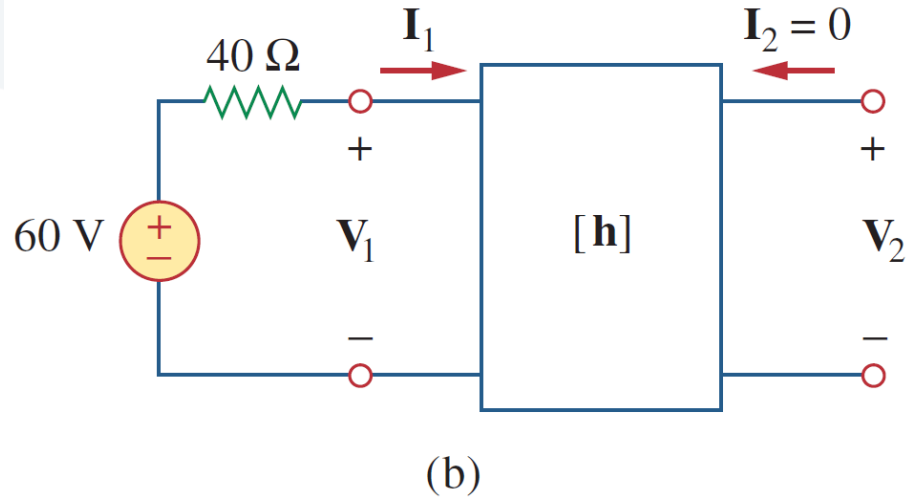 I₁
I₂ = 0
40 Ω
+
+
60 V
+
−
V₁
[h]
V₂
−
−
(b)